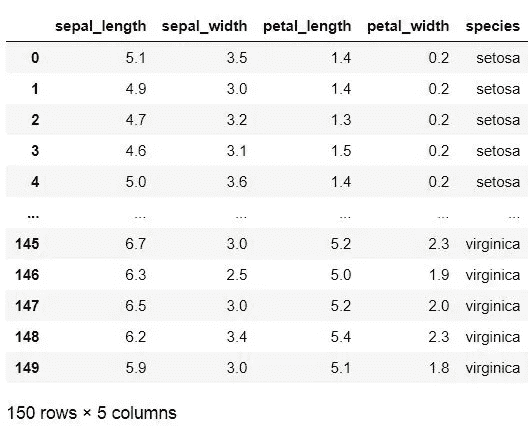 sepal_length sepal_width petal_length petal_width species
0 5.1 3.5 1.4 0.2 setosa
1 4.9 3.0 1.4 0.2 setosa
2 4.7 3.2 1.3 0.2 setosa
3 4.6 3.1 1.5 0.2 setosa
4 5.0 3.6 1.4 0.2 setosa
... ... ... ... ... ...
145 6.7 3.0 5.2 2.3 virginica
146 6.3 2.5 5.0 1.9 virginica
147 6.5 3.0 5.2 2.0 virginica
148 6.2 3.4 5.4 2.3 virginica
149 5.9 3.0 5.1 1.8 virginica
150 rows × 5 columns